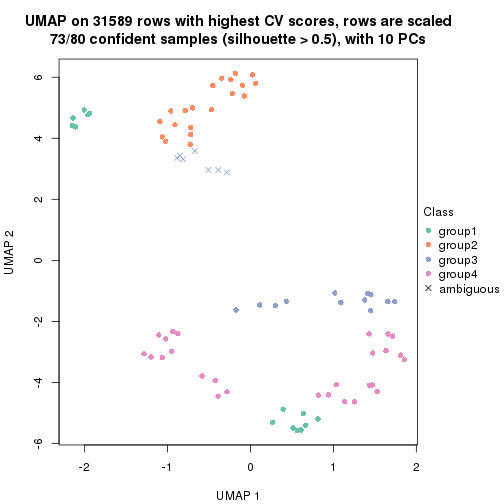 UMAP on 31589 rows with highest CV scores, rows are scaled
73/80 confident samples (silhouette > 0.5), with 10 PCs
6
4
2
0
-2
-4
-6
UMAP 2
-2
-1
0
1
2
UMAP 1
Class
group1
group2
group3
group4
ambiguous